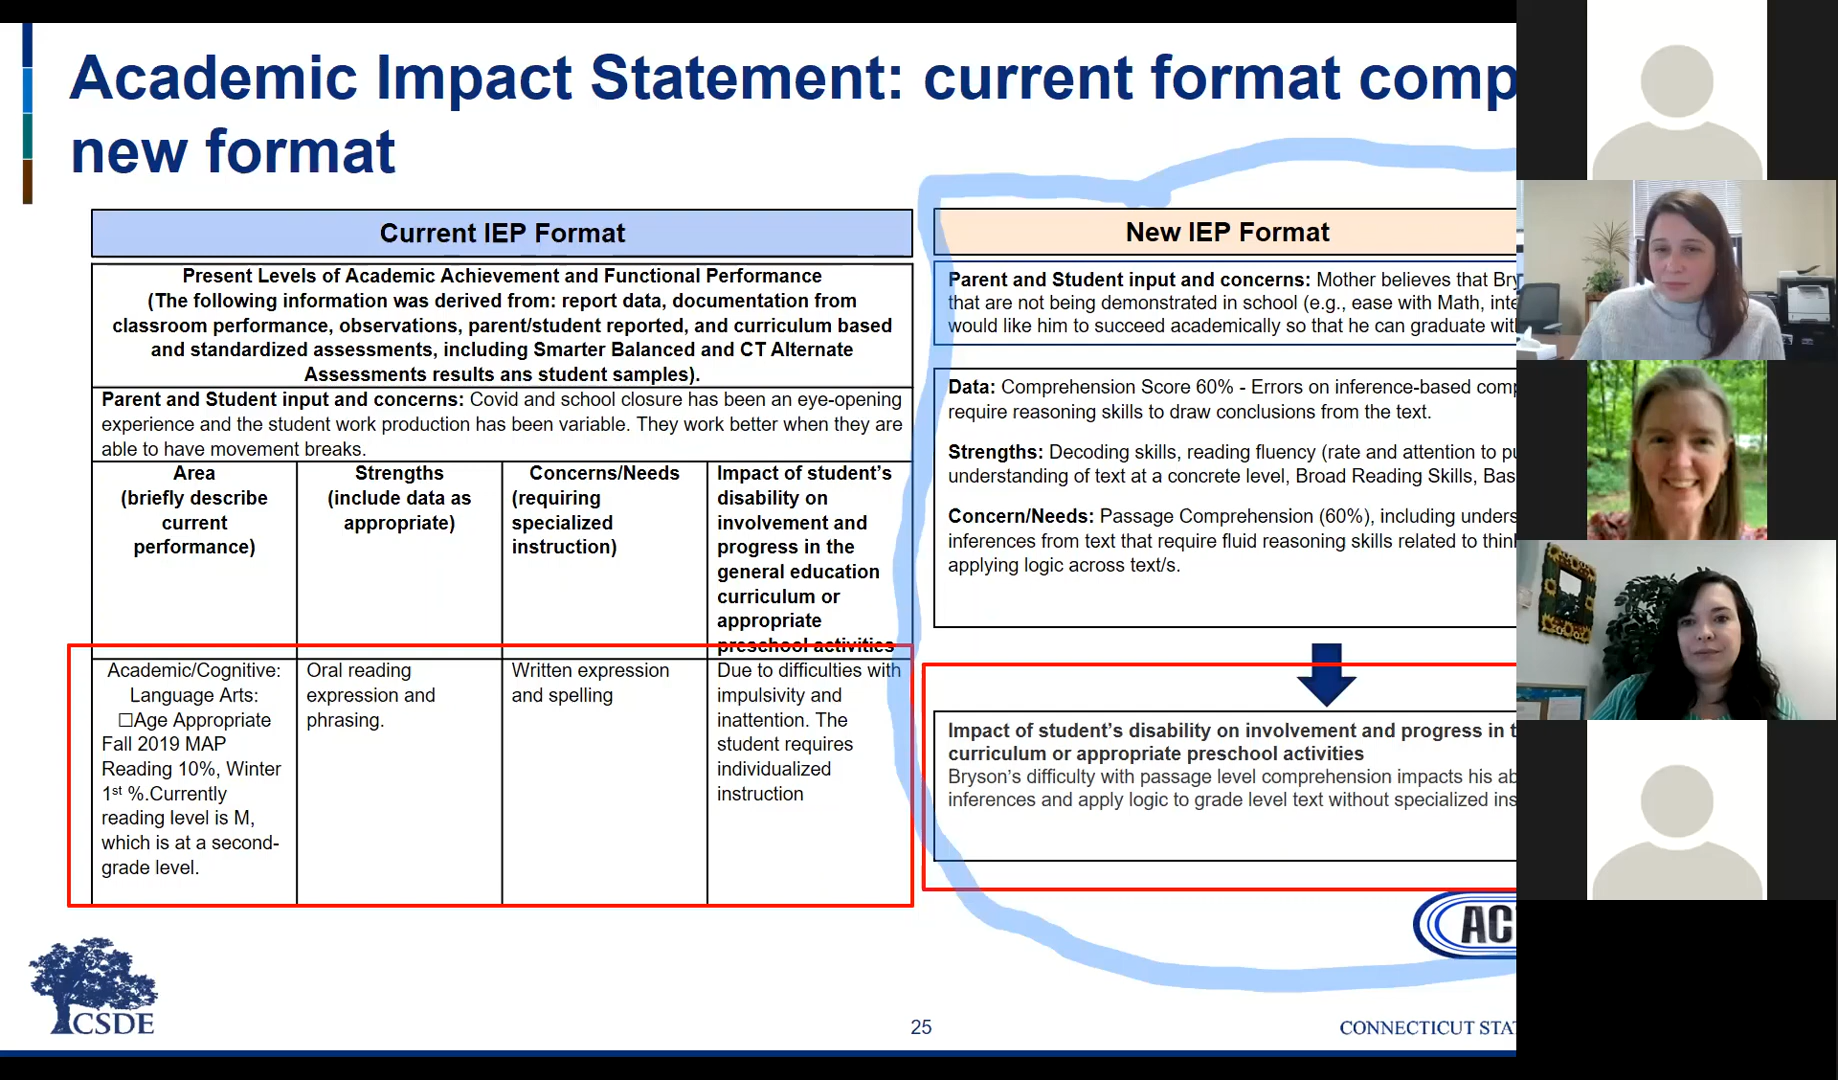 Academic Impact Statement: current format comp
new format
Current IEP Format
Present Levels of Academic Achievement and Functional Performance
(The following information was derived from: report data, documentation from
classroom performance, observations, parent/student reported, and curriculum based
and standardized assessments, including Smarter Balanced and CT Alternate
Assessments results ans student samples).
Parent and Student input and concerns: Covid and school closure has been an eye-opening
experience and the student work production has been variable. They work better when they are
able to have movement breaks.
Area
(briefly describe
current
performance)
Strengths
(include data as
appropriate)
Concerns/Needs
(requiring
specialized
instruction)
Impact of student’s
disability on
involvement and
progress in the
general education
curriculum or
appropriate
preschool activities
Academic/Cognitive:
Language Arts:
☐Age Appropriate
Fall 2019 MAP
Reading 10%, Winter
1st %.Currently
reading level is M,
which is at a second-
grade level.
Oral reading
expression and
phrasing.
Written expression
and spelling
Due to difficulties with
impulsivity and
inattention. The
student requires
individualized
instruction
New IEP Format
Parent and Student input and concerns: Mother believes that Bry
that are not being demonstrated in school (e.g., ease with Math, inte
would like him to succeed academically so that he can graduate wit
Data: Comprehension Score 60% - Errors on inference-based comp
require reasoning skills to draw conclusions from the text.
Strengths: Decoding skills, reading fluency (rate and attention to pu
understanding of text at a concrete level, Broad Reading Skills, Bas
Concern/Needs: Passage Comprehension (60%), including unders
inferences from text that require fluid reasoning skills related to thin
applying logic across text/s.
Impact of student’s disability on involvement and progress in t
curriculum or appropriate preschool activities
Bryson’s difficulty with passage level comprehension impacts his ab
inferences and apply logic to grade level text without specialized ins
AC
CSDE
25
CONNECTICUT STA